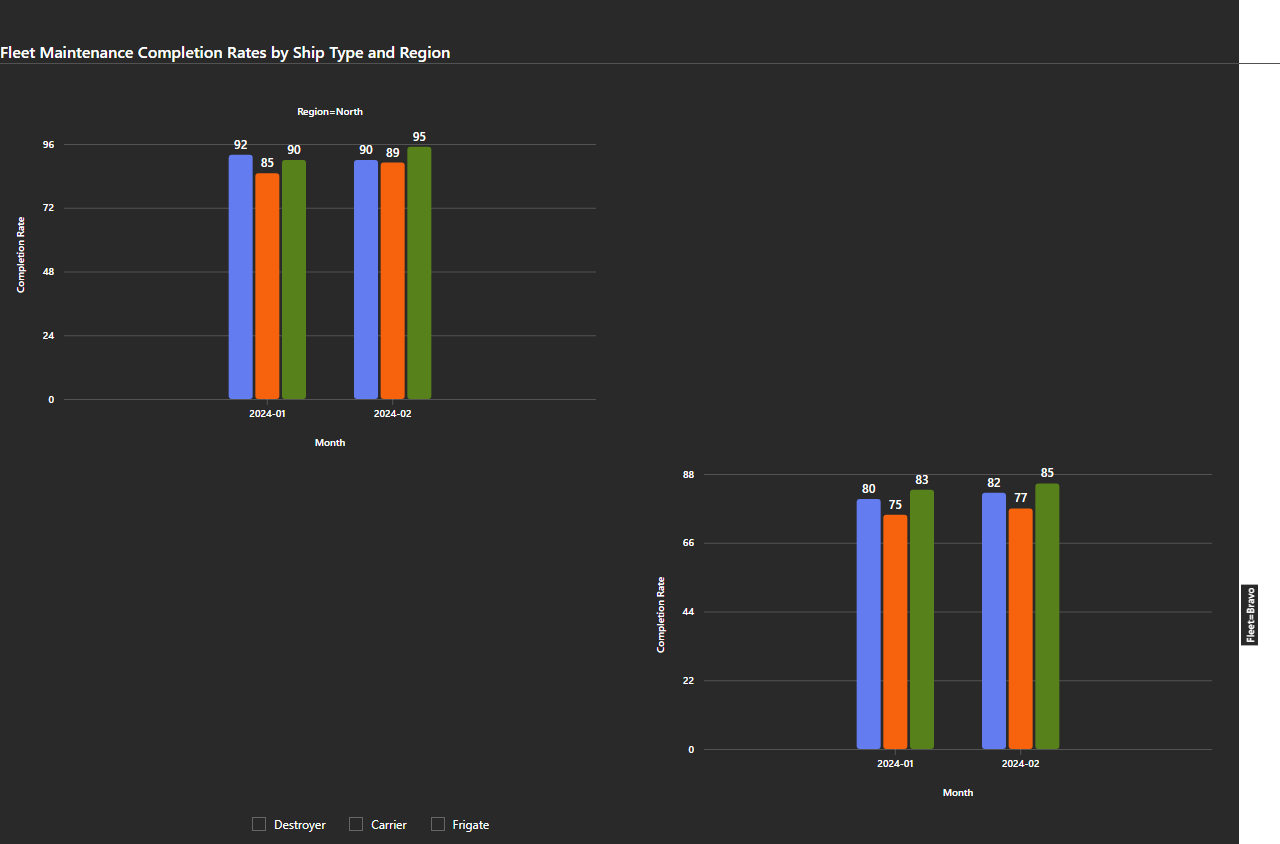 Fleet Maintenance Completion Rates by Ship Type and Region
Region=North
96
72
48
24
0
Completion Rate
92
85
90
90
89
95
2024-01
2024-02
Month
88
66
44
22
0
Completion Rate
80
75
83
82
77
85
2024-01
2024-02
Month
Fleet=Bravo
Destroyer
Carrier
Frigate